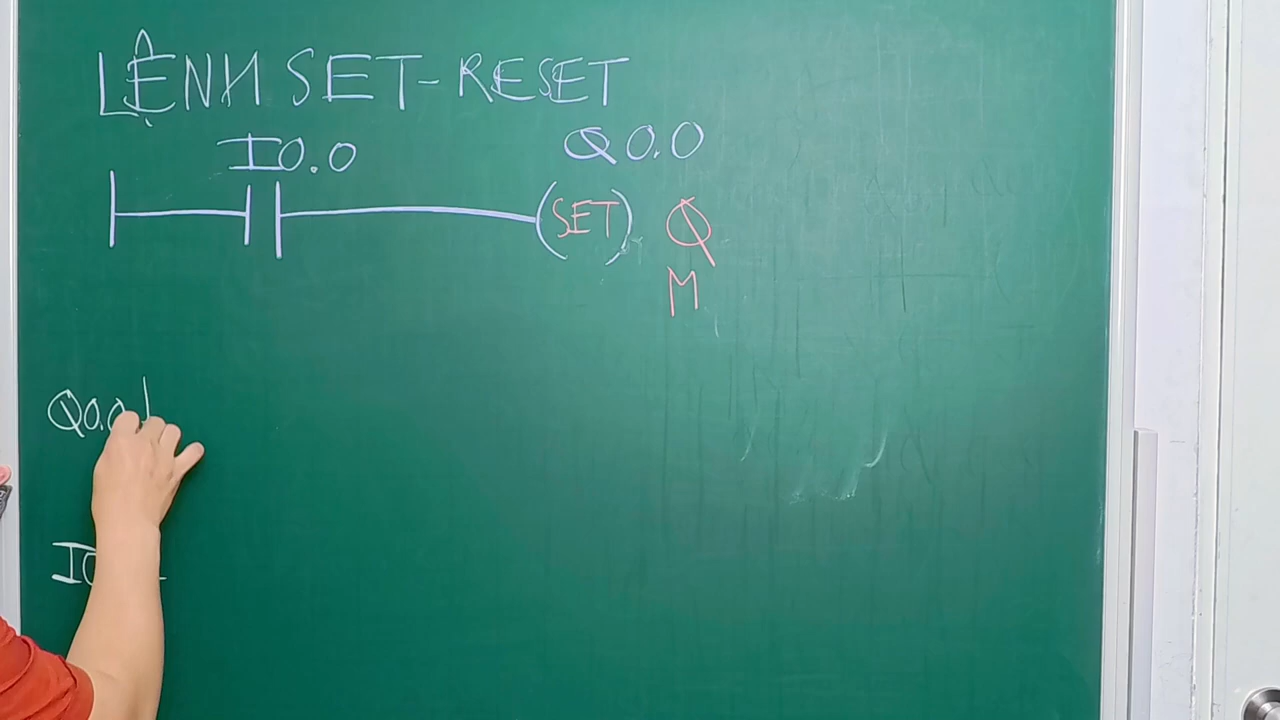 LỆNH SET-RESET
I0.0 Q0.0
(SET) Q
M
Q0.0